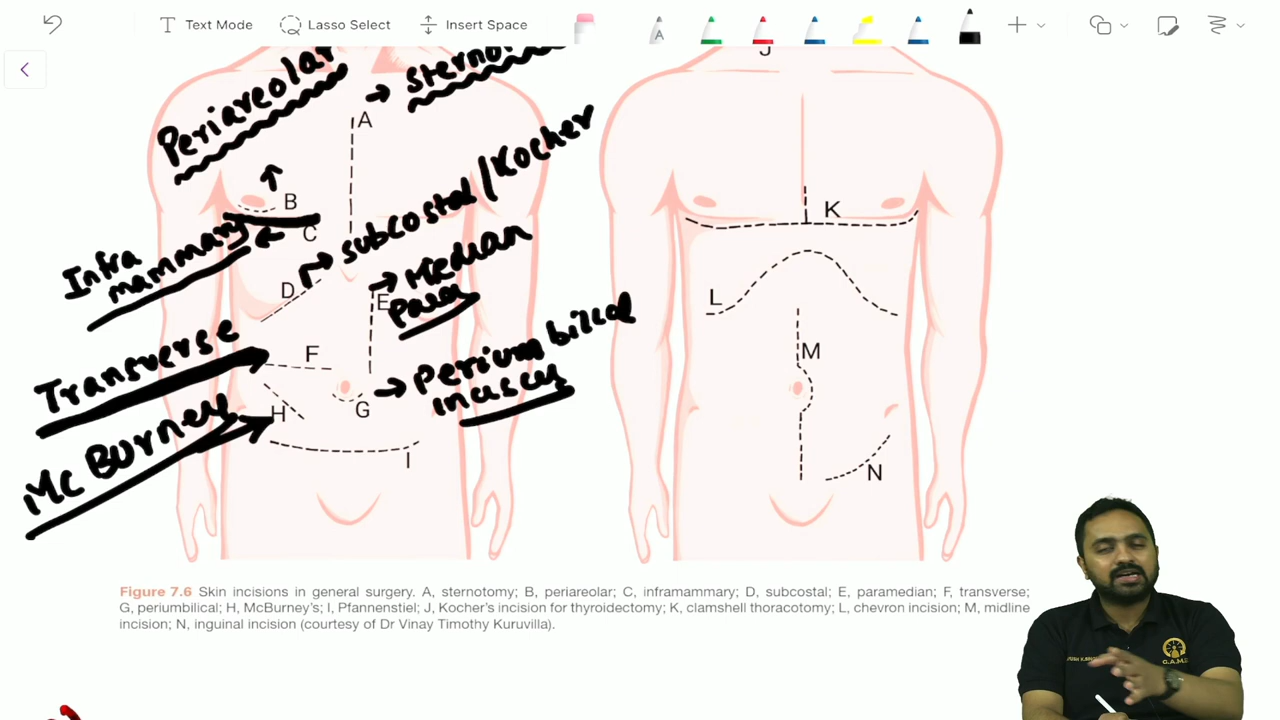 Text Mode
Lasso Select
Insert Space
A
Periareolar
J
A
subcostal/Kocher
B
K
Infra
mammary
C
D
Median
Para
E
L
Transverse
F
M
Periumbilical
G
Mc Burney
H
I
N
Figure 7.6 Skin incisions in general surgery. A, sternotomy; B, periareolar; C, inframammary; D, subcostal; E, paramedian; F, transverse;
G, periumbilical; H, McBurney's; I, Pfannenstiel; J, Kocher's incision for thyroidectomy; K, clamshell thoracotomy; L, chevron incision; M, midline
incision; N, inguinal incision (courtesy of Dr Vinay Timothy Kuruvilla).
G.A.M.S